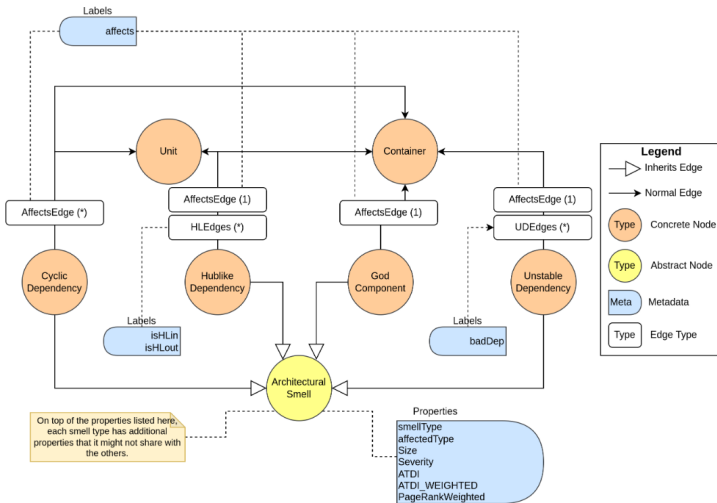 Labels
affects
Unit
Container
AffectsEdge (*)
AffectsEdge (1)
HLEdges (*)
AffectsEdge (1)
AffectsEdge (1)
UDEdges (*)
Cyclic
Dependency
Hublike
Dependency
God
Component
Unstable
Dependency
Labels
isHLin
isHLout
Labels
badDep
Architectural
Smell
On top of the properties listed here,
each smell type has additional
properties that it might not share with
the others.
Properties
smellType
affectedType
Size
Severity
ATDI
ATDI_WEIGHTED
PageRankWeighted
Legend
Inherits Edge
Normal Edge
Type
Concrete Node
Type
Abstract Node
Meta
Metadata
Type
Edge Type